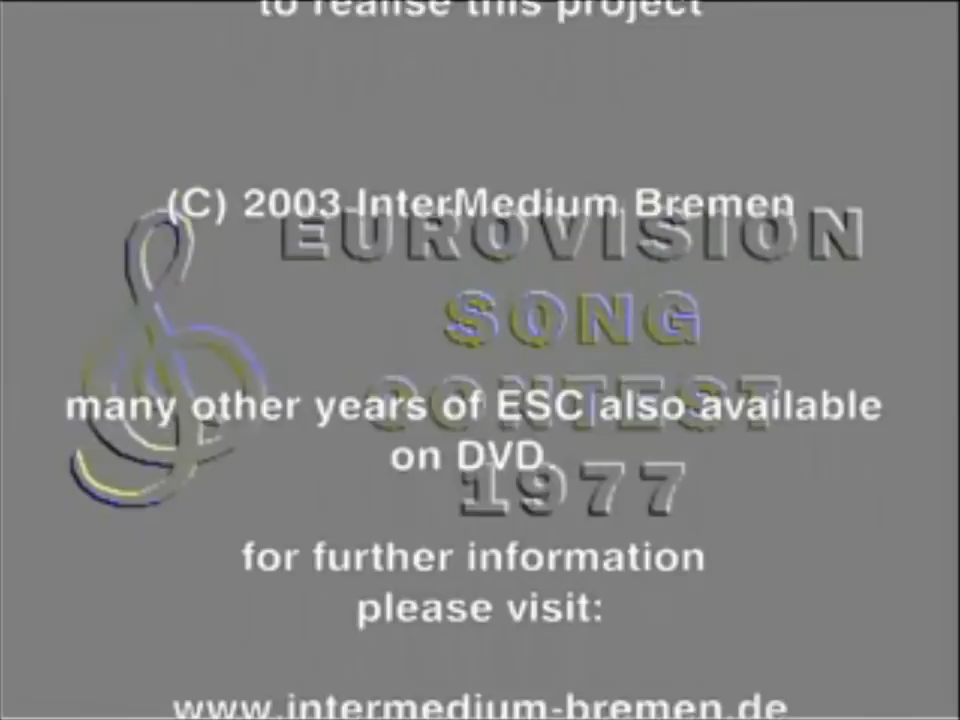 to realise this project
(C) 2003 InterMedium Bremen
EUROVISION
SONG
CONTEST
many other years of ESC also available
on DVD.
1977
for further information
please visit:
www.intermedium-bremen.de